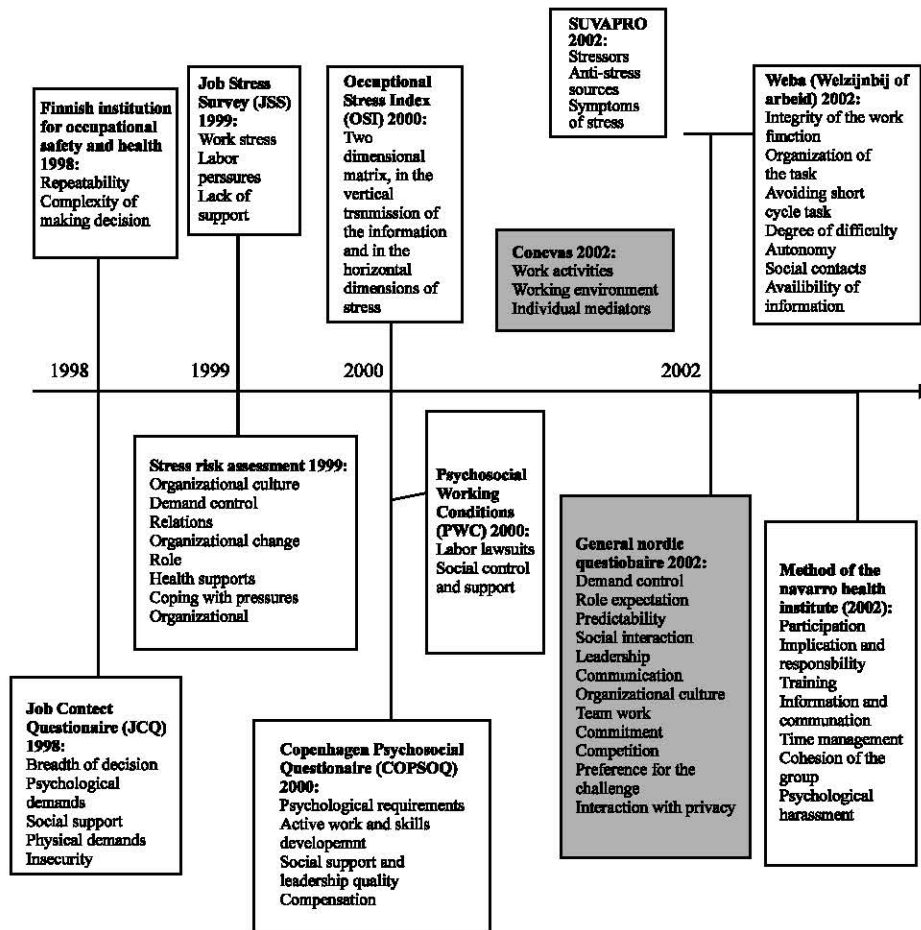 Finnish institution
for occupational
safety and health
1998:
Repeatability
Complexity of
making decision
Job Stress
Survey (JSS)
1999:
Work stress
Labor
perssures
Lack of
support
Occuptional
Stress Index
(OSI) 2000:
Two
dimensional
matrix, in the
vertical
trsnmission of
the information
and in the
horizontal
dimensions of
stress
SUVAPRO
2002:
Stressors
Anti-stress
sources
Symptoms
of stress
Conevas 2002:
Work activities
Working environment
Individual mediators
Weba (Welzijnbij of
arbeid) 2002:
Integrity of the work
function
Organization of
the task
Avoiding short
cycle task
Degree of difficulty
Autonomy
Social contacts
Availibility of
information
1998
1999
2000
2002
Job Contect
Questionaire (JCQ)
1998:
Breadth of decision
Psychological
demands
Social support
Physical demands
Insecurity
Stress risk assessment 1999:
Organizational culture
Demand control
Relations
Organizational change
Role
Health supports
Coping with pressures
Organizational
Copenhagen Psychosocial
Questionaire (COPSOQ)
2000:
Psychological requirements
Active work and skills
developemnt
Social support and
leadership quality
Compensation
Psychosocial
Working
Conditions
(PWC) 2000:
Labor lawsuits
Social control
and support
General nordic
questiobaire 2002:
Demand control
Role expectation
Predictability
Social interaction
Leadership
Communication
Organizational culture
Team work
Commitment
Competition
Preference for the
challenge
Interaction with privacy
Method of the
navarro health
institute (2002):
Participation
Implication and
responsbility
Training
Information and
communation
Time management
Cohesion of the
group
Psychological
harassment